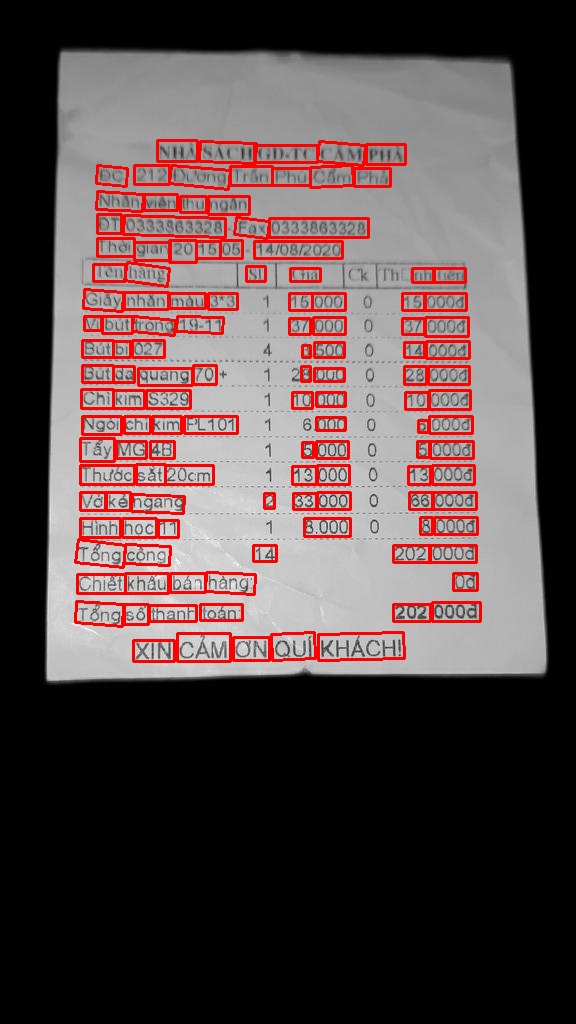 NHÀ SÁCH GD-TC CẨM PHẢ
ĐC 212 Đường Trần Phú Cẩm Phả
Nhân viên thu ngân
ĐT 0333863328 Fax 0333863328
Thời gian 20 15 05 - 14/08/2020
Tên hàng Sl Giá Ck Thành tiền
Giấy nhãn màu 3*3 1 15.000 0 15.000đ
Vỉ bút trong 19-11 1 37.000 0 37.000đ
Bút bi 027 4 500 0 14.000đ
Bút dạ quang 70 + 1 28.000 0 28.000đ
Chì kim S329 1 10.000 0 10.000đ
Ngòi chì kim PL101 1 6.000 0 6.000đ
Tẩy MG 4B 1 5.000 0 5.000đ
Thước sắt 20cm 1 13.000 0 13.000đ
Vở kẻ ngang 2 33.000 0 66.000đ
Hình học 11 1 8.000 0 8.000đ
Tổng cộng 14 202.000đ
Chiết khấu bán hàng: 0đ
Tổng số thanh toán 202.000đ
XIN CẢM ƠN QUÍ KHÁCH!